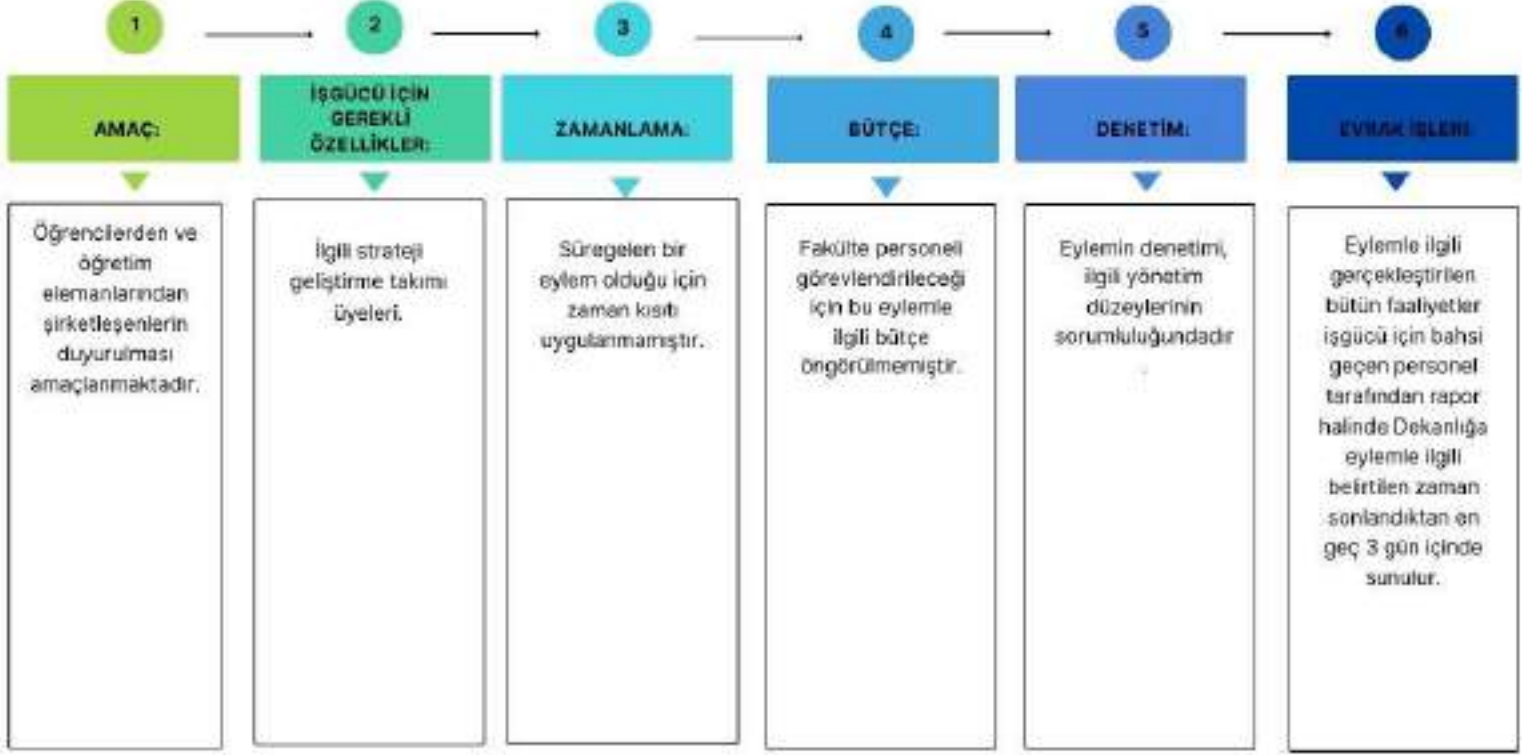 1
2
3
4
5
6
AMAÇ:
İŞGÜCÜ İÇİN
GEREKLİ
ÖZELLİKLER:
ZAMANLAMA:
BÜTÇE:
DENETİM:
EVRAK İŞLERİ:
Öğrencilerden ve
öğretim
elemanlarından
şirketleşenlerin
duyurulması
amaçlanmaktadır.
İlgili strateji
geliştirme takımı
üyeleri.
Süregelen bir
eylem olduğu için
zaman kısıtı
uygulanmamıştır.
Fakülte personeli
görevlendirileceği
için bu eylemle
ilgili bütçe
öngörülmemiştir.
Eylemin denetimi,
ilgili yönetim
düzeylerinin
sorumluluğundadır
.
Eylemle ilgili
gerçekleştirilen
bütün faaliyetler
işgücü için bahsi
geçen personel
tarafından rapor
halinde Dekanlığa
eylemle ilgili
belirtilen zaman
sonlandıktan en
geç 3 gün içinde
sunulur.